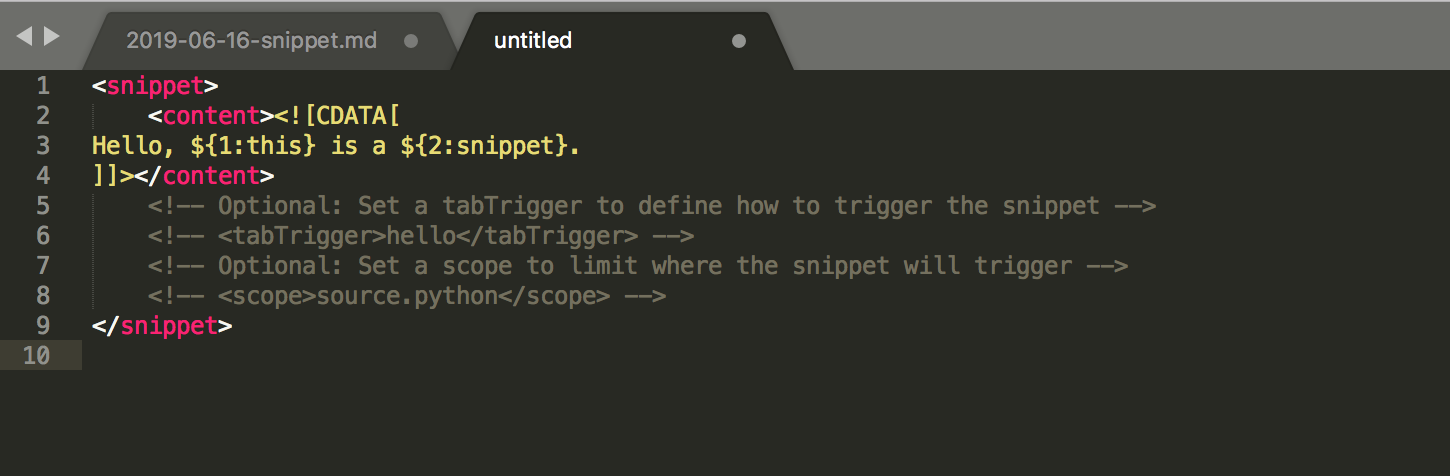 2019-06-16-snippet.md
untitled
1 <snippet>
2     <content><![CDATA[
3 Hello, ${1:this} is a ${2:snippet}.
4 ]]></content>
5     <!-- Optional: Set a tabTrigger to define how to trigger the snippet -->
6     <!-- <tabTrigger>hello</tabTrigger> -->
7     <!-- Optional: Set a scope to limit where the snippet will trigger -->
8     <!-- <scope>source.python</scope> -->
9 </snippet>
10